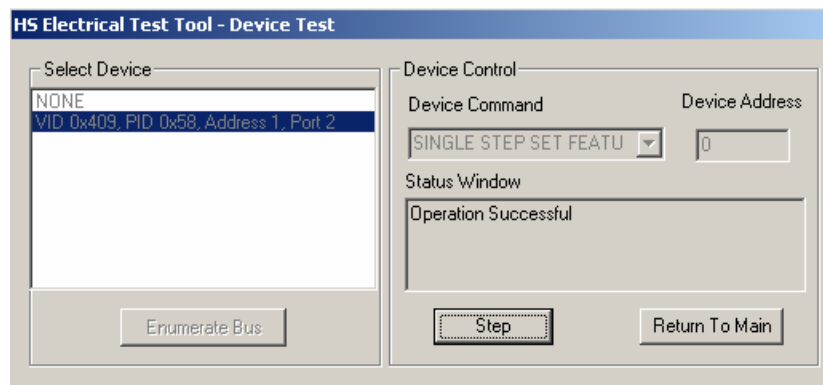 HS Electrical Test Tool - Device Test
Select Device
NONE
VID 0x409, PID 0x58, Address 1, Port 2
Enumerate Bus
Device Control
Device Command
Device Address
SINGLE STEP SET FEATU
0
Status Window
Operation Successful
Step
Return To Main